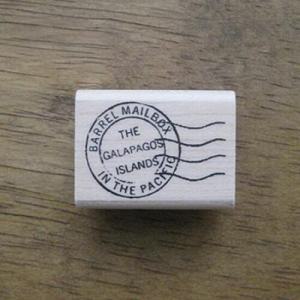 BARREL MAILBOX
THE
GALAPAGOS
ISLANDS
IN THE PACIFIC